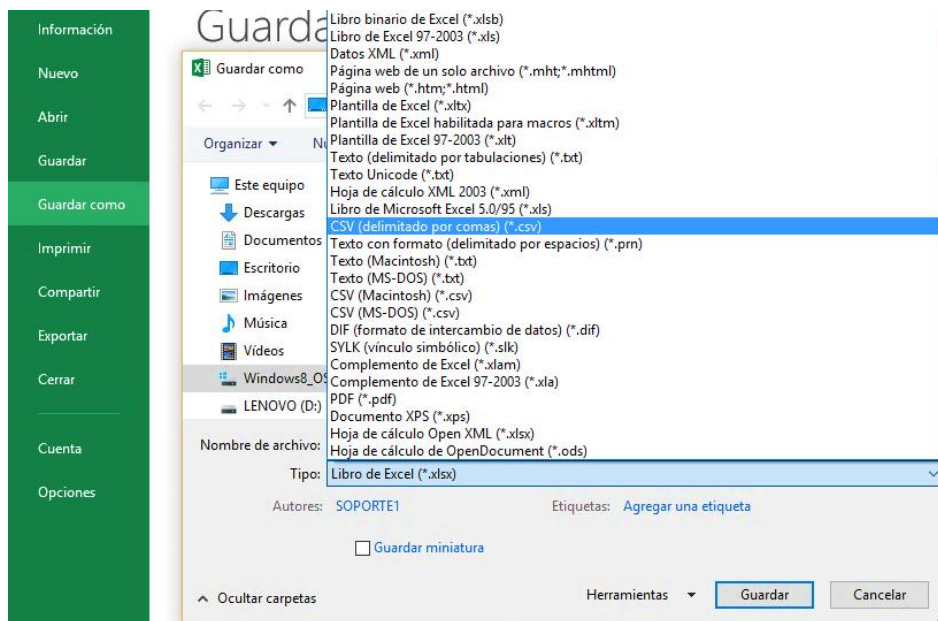 Información
Nuevo
Abrir
Guardar
Guardar como
Imprimir
Compartir
Exportar
Cerrar
Cuenta
Opciones
Guarda
Guardar como
Organizar
Este equipo
Descargas
Documentos
Escritorio
Imágenes
Música
Vídeos
Windows8_OS
LENOVO (D:)
Libro binario de Excel (*.xlsb)
Libro de Excel 97-2003 (*.xls)
Datos XML (*.xml)
Página web de un solo archivo (*.mht;*.mhtml)
Página web (*.htm;*.html)
Plantilla de Excel (*.xltx)
Plantilla de Excel habilitada para macros (*.xltm)
Plantilla de Excel 97-2003 (*.xlt)
Texto (delimitado por tabulaciones) (*.txt)
Texto Unicode (*.txt)
Hoja de cálculo XML 2003 (*.xml)
Libro de Microsoft Excel 5.0/95 (*.xls)
CSV (delimitado por comas) (*.csv)
Texto con formato (delimitado por espacios) (*.prn)
Texto (Macintosh) (*.txt)
Texto (MS-DOS) (*.txt)
CSV (Macintosh) (*.csv)
CSV (MS-DOS) (*.csv)
DIF (formato de intercambio de datos) (*.dif)
SYLK (vínculo simbólico) (*.slk)
Complemento de Excel (*.xlam)
Complemento de Excel 97-2003 (*.xla)
PDF (*.pdf)
Documento XPS (*.xps)
Hoja de cálculo Open XML (*.xlsx)
Hoja de cálculo de OpenDocument (*.ods)
Nombre de archivo:
Tipo: Libro de Excel (*.xlsx)
Autores: SOPORTE1 Etiquetas: Agregar una etiqueta
Guardar miniatura
Ocultar carpetas Herramientas Guardar Cancelar